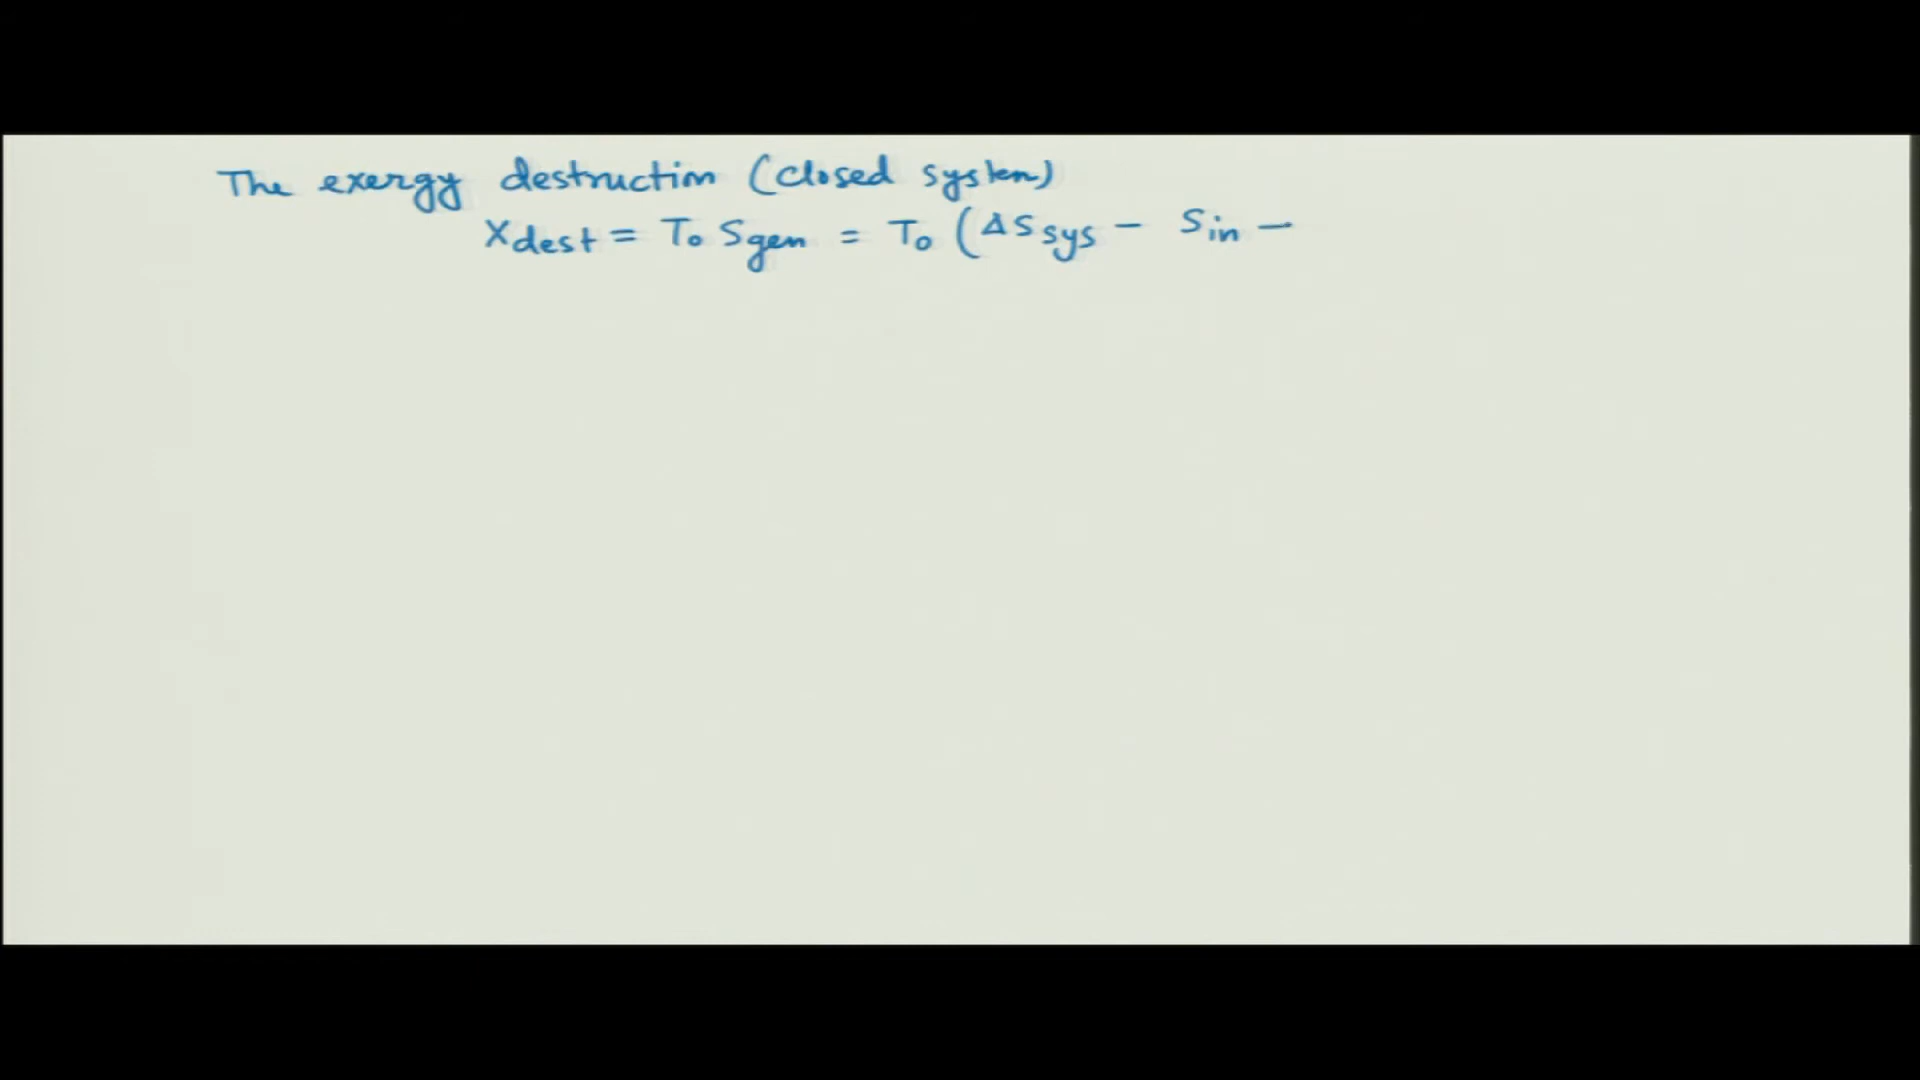 The exergy destruction (closed system)
Xdest = To Sgen = To (ΔSsys - Sin -